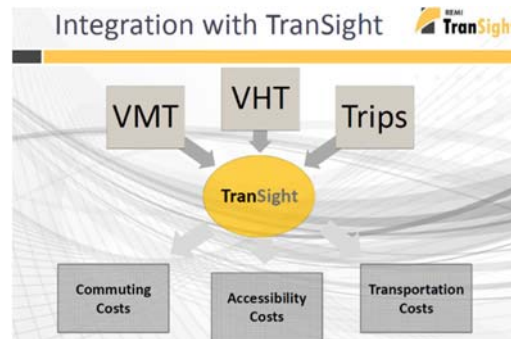 Integration with TranSight
REMI
TranSigh
VMT
VHT
Trips
TranSight
Commuting
Costs
Accessibility
Costs
Transportation
Costs